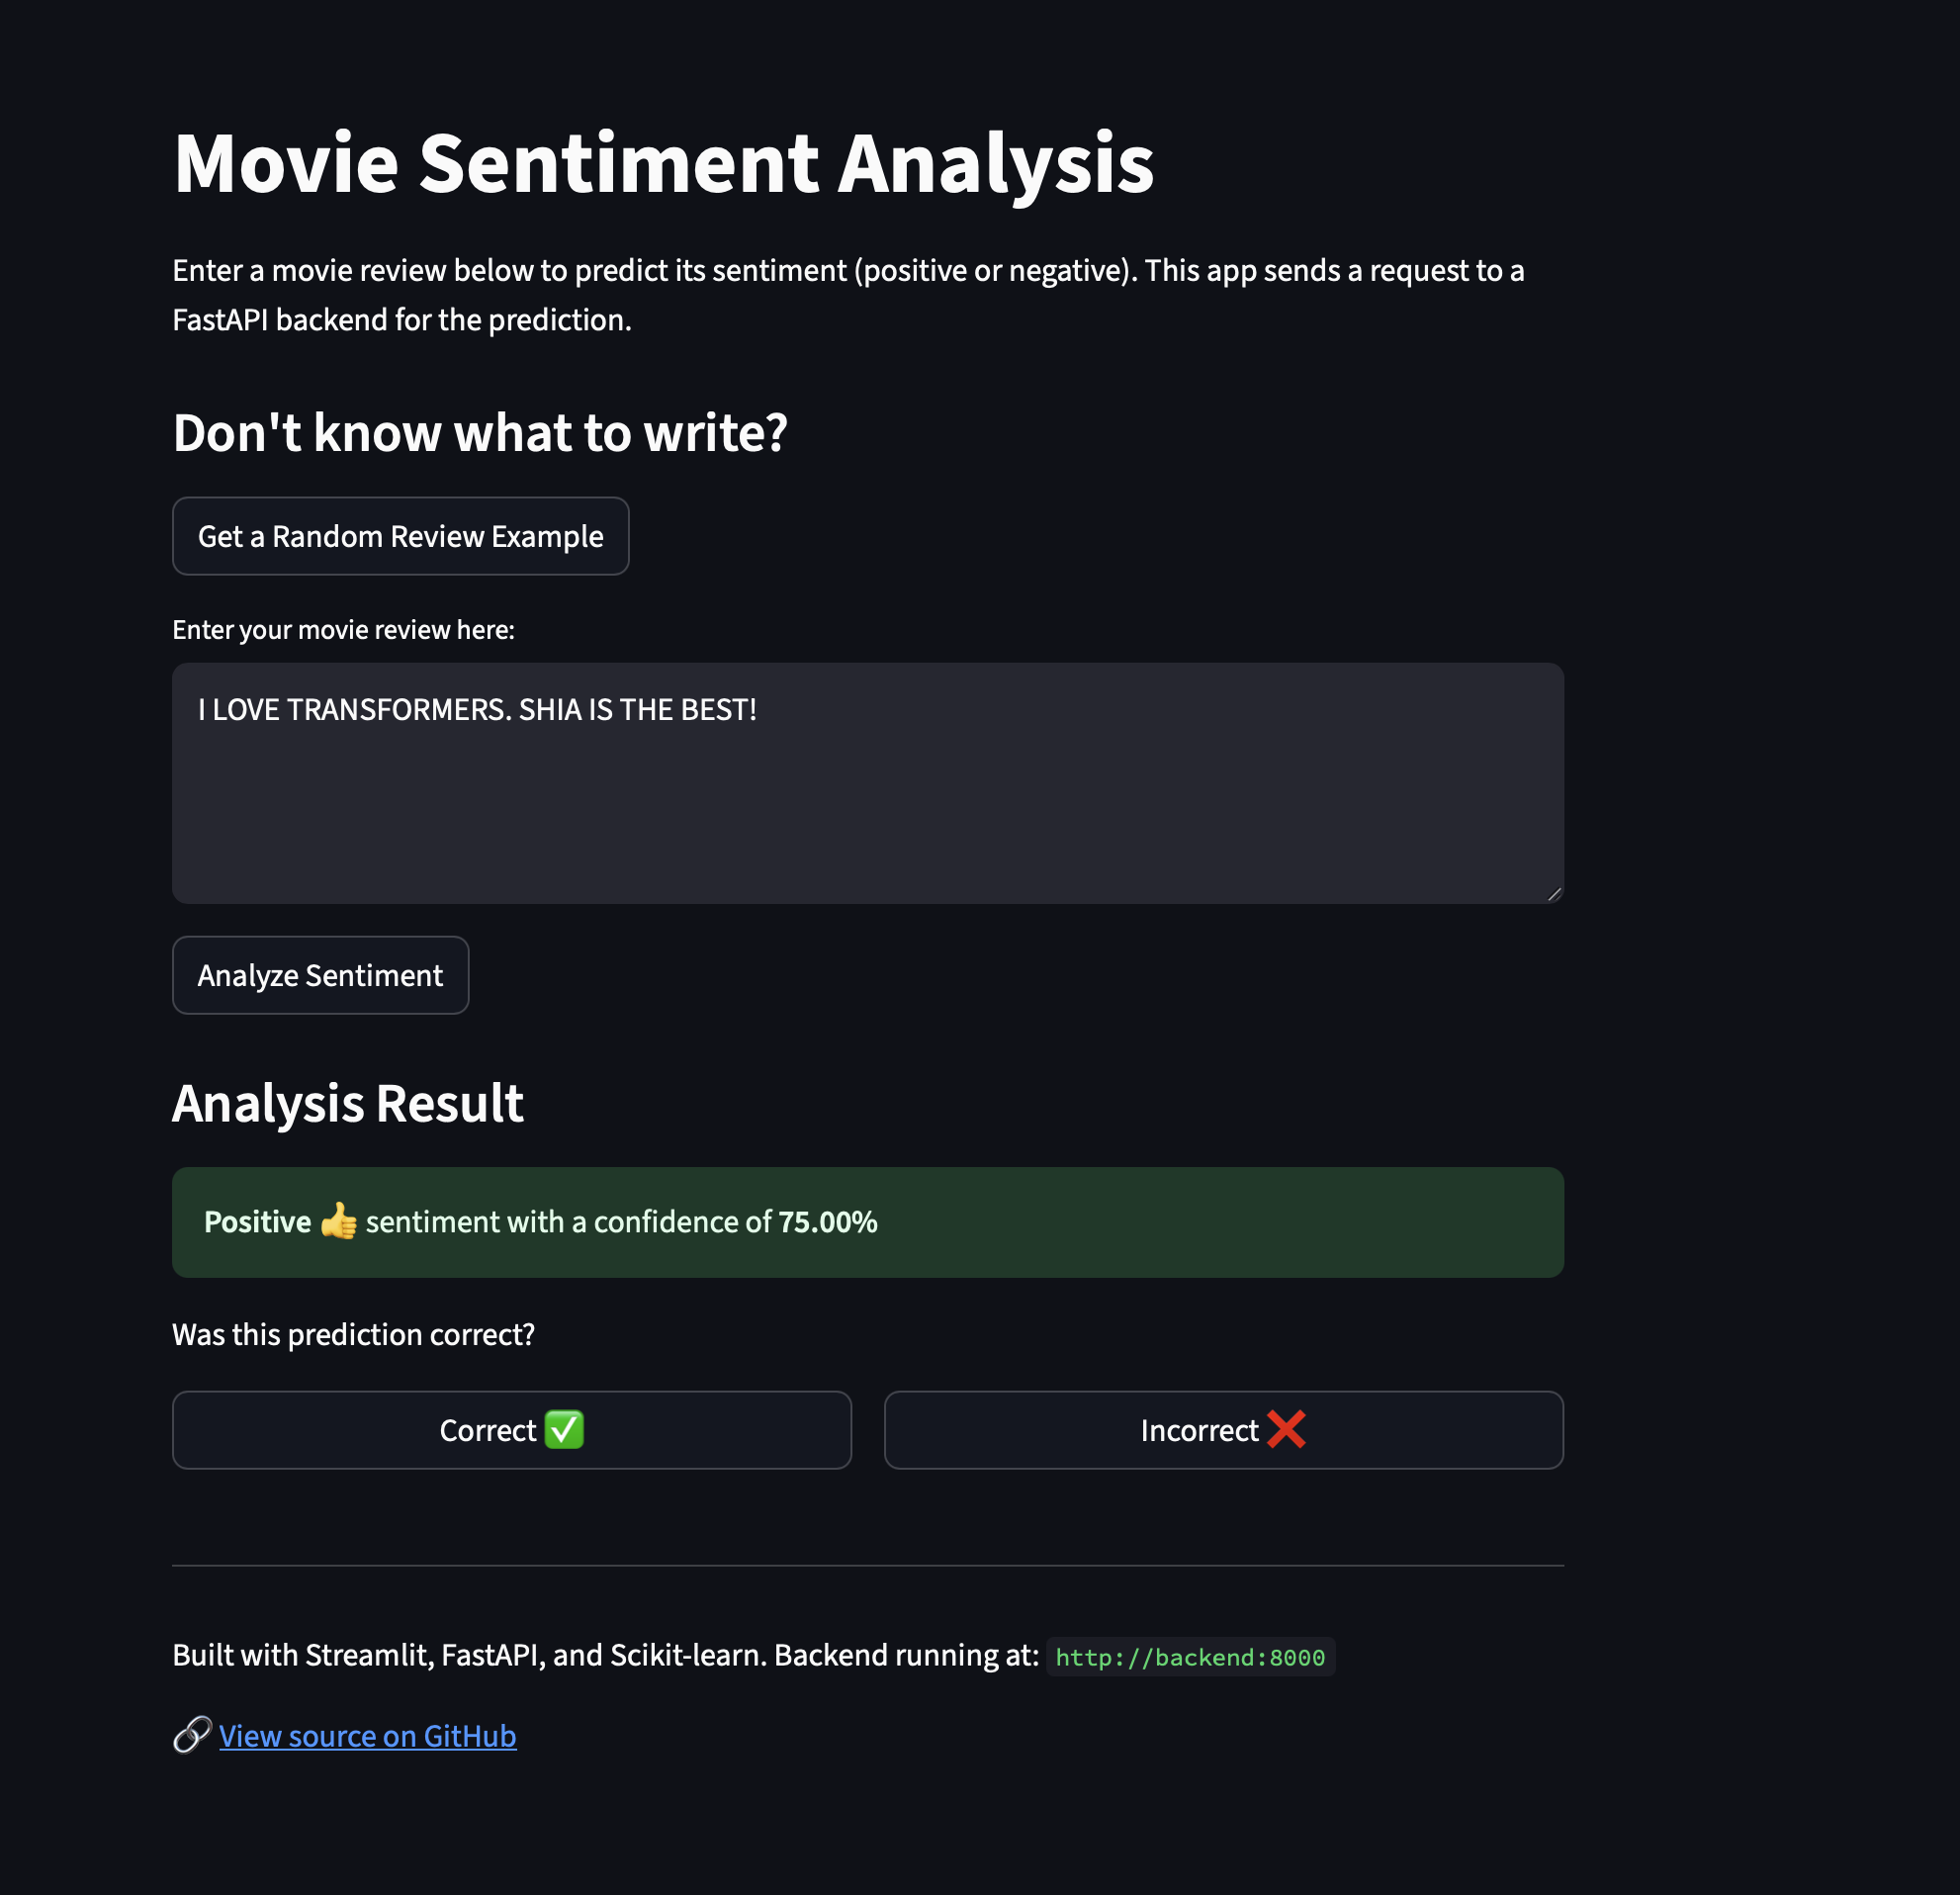 Movie Sentiment Analysis
Enter a movie review below to predict its sentiment (positive or negative). This app sends a request to a
FastAPI backend for the prediction.
Don't know what to write?
Get a Random Review Example
Enter your movie review here:
I LOVE TRANSFORMERS. SHIA IS THE BEST!
Analyze Sentiment
Analysis Result
Positive 👍 sentiment with a confidence of 75.00%
Was this prediction correct?
Correct ✅
Incorrect ❌
Built with Streamlit, FastAPI, and Scikit-learn. Backend running at: http://backend:8000
🔗 View source on GitHub